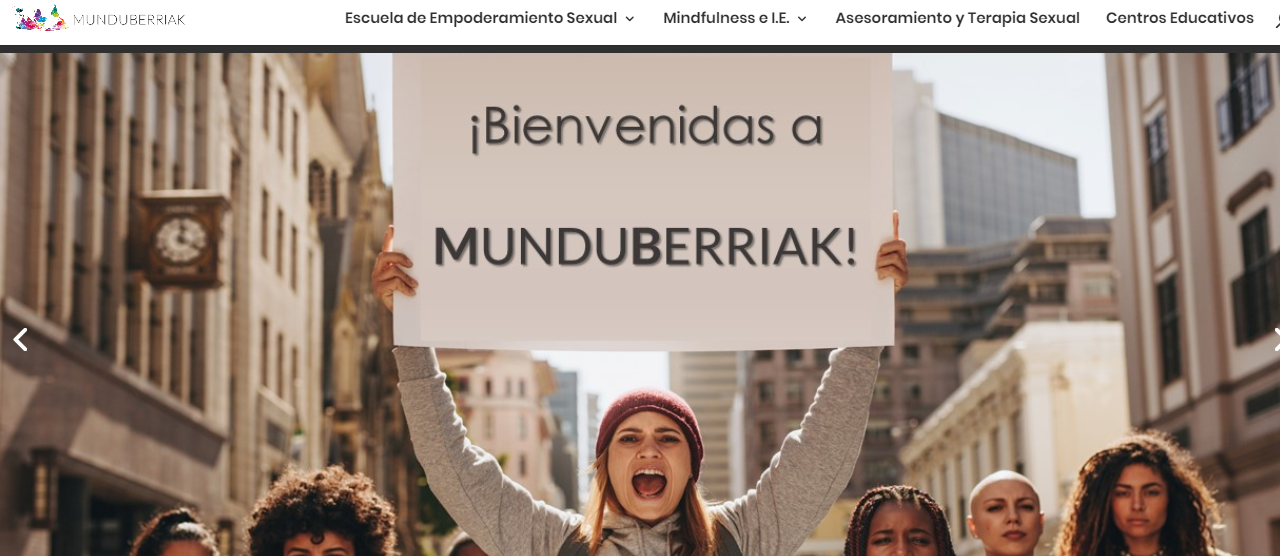 MUNDUBERRIAK
Escuela de Empoderamiento Sexual
Mindfulness e I.E.
Asesoramiento y Terapia Sexual
Centros Educativos
¡Bienvenidas a
MUNDUBERRIAK!